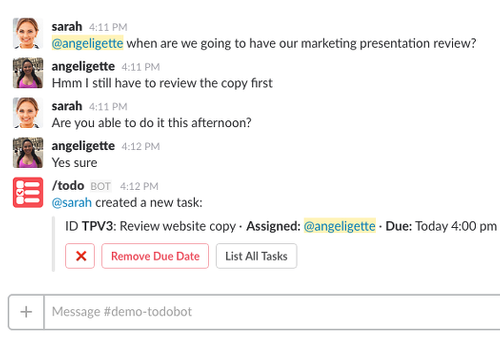 sarah 4:11 PM
@angeligette when are we going to have our marketing presentation review?
angeligette 4:11 PM
Hmm I still have to review the copy first
sarah 4:11 PM
Are you able to do it this afternoon?
angeligette 4:12 PM
Yes sure
/todo BOT 4:12 PM
@sarah created a new task:
ID TPV3: Review website copy · Assigned: @angeligette · Due: Today 4:00 pm
Remove Due Date List All Tasks
Message #demo-todobot